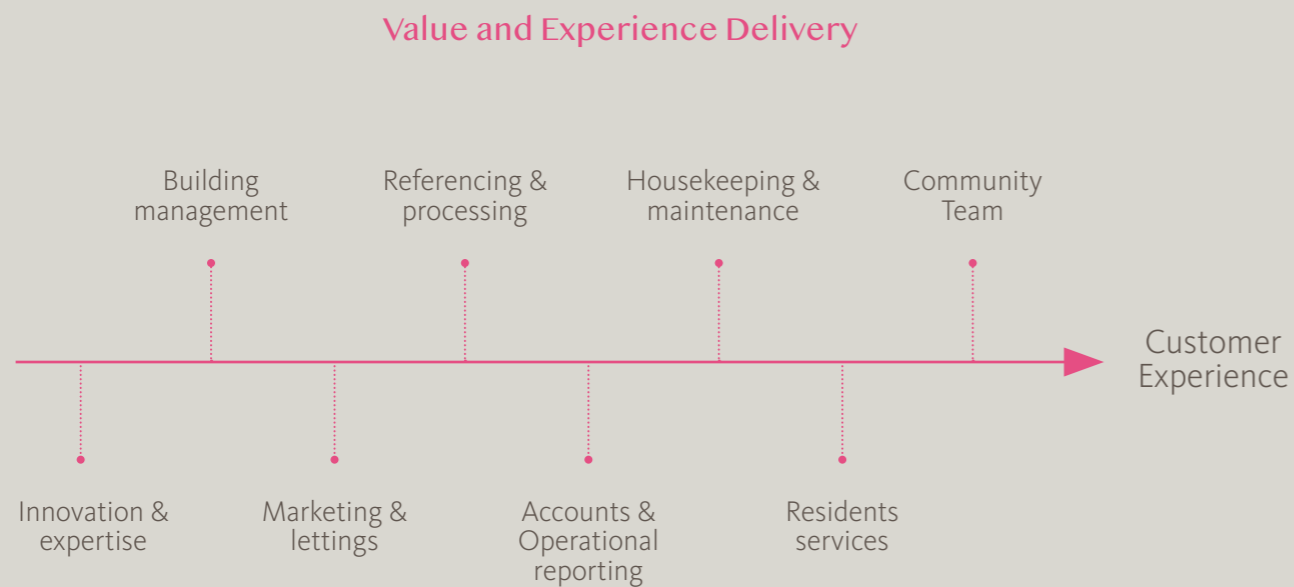 Value and Experience Delivery
Building
management
Referencing &
processing
Housekeeping &
maintenance
Community
Team
Customer
Experience
Innovation &
expertise
Marketing &
lettings
Accounts &
Operational
reporting
Residents
services